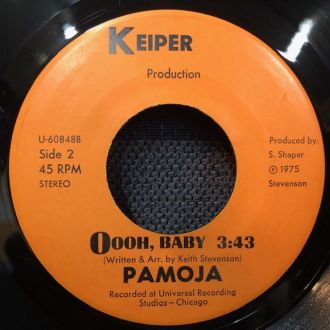 KEIPER
Production
U-60848B
Side 2
45 RPM
STEREO
Produced by:
S. Shaper
℗ 1975
Stevenson
OOOH, BABY 3:43
(Written & Arr. by Keith Stevenson)
PAMOJA
Recorded at Universal Recording
Studios–Chicago